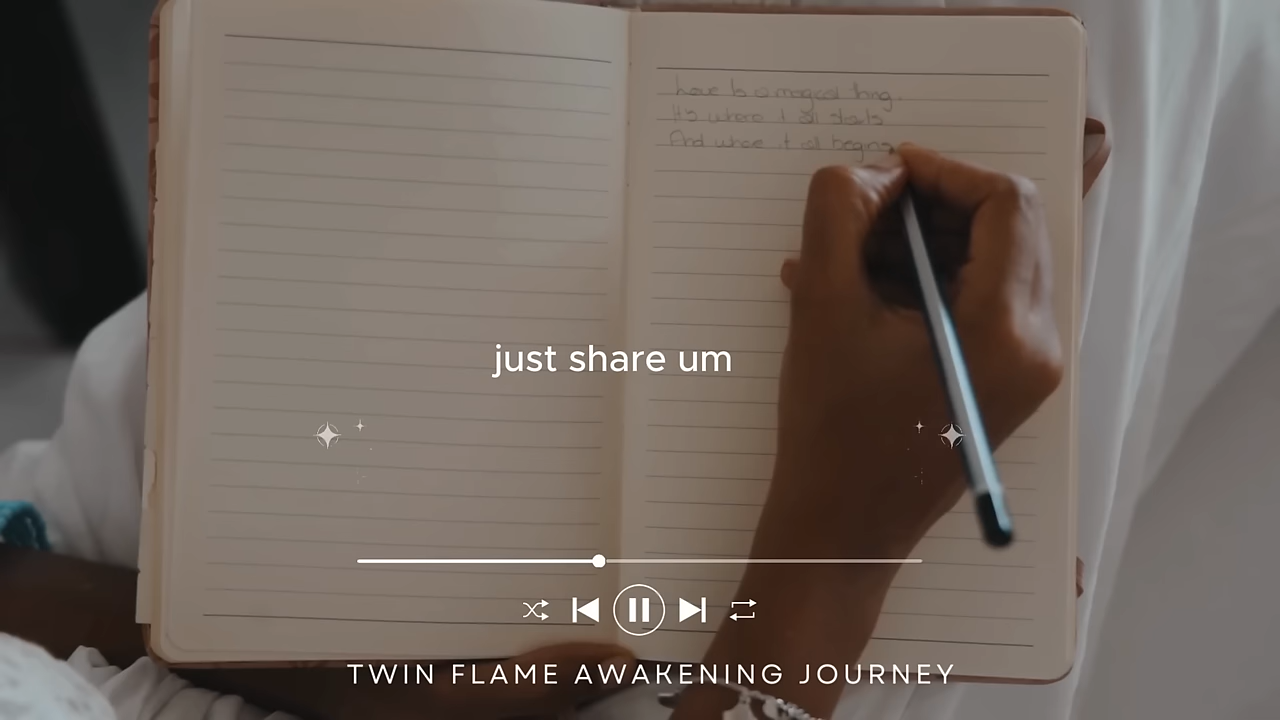 Love is a magical thing.
It's where it all starts
And where it all begins
just share um
TWIN FLAME AWAKENING JOURNEY